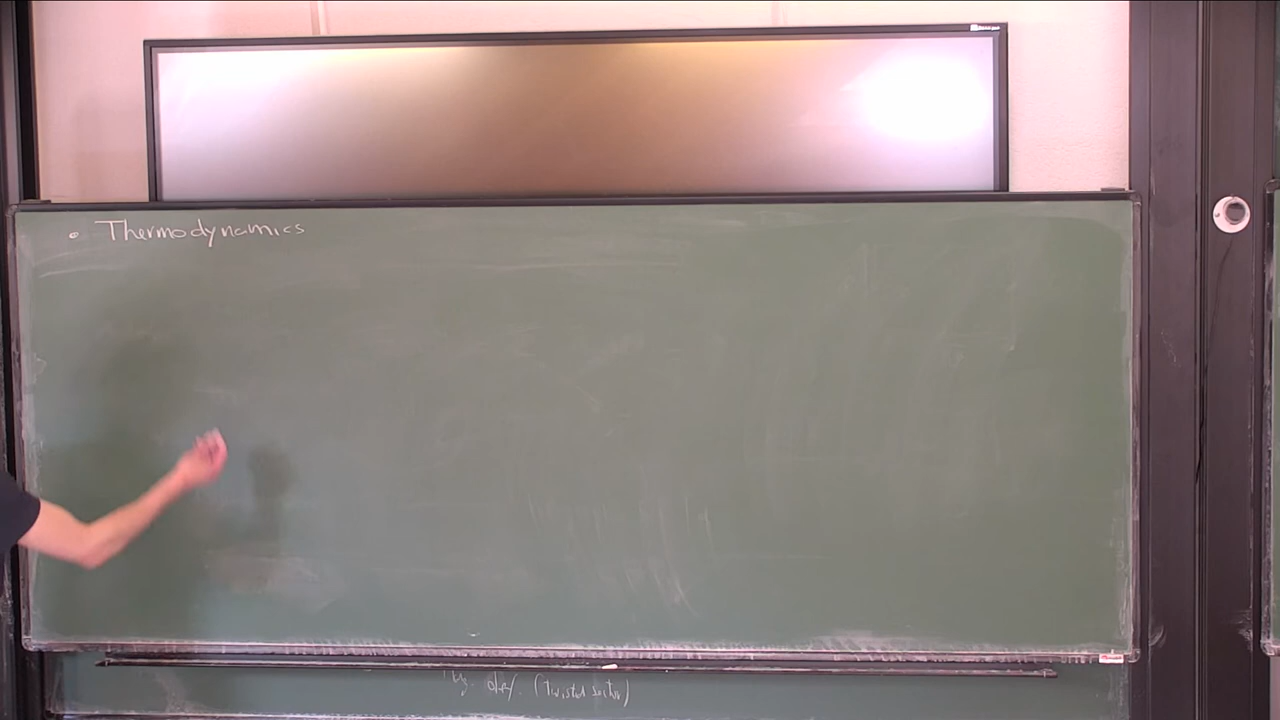 • Thermodynamics
(twisted sector)